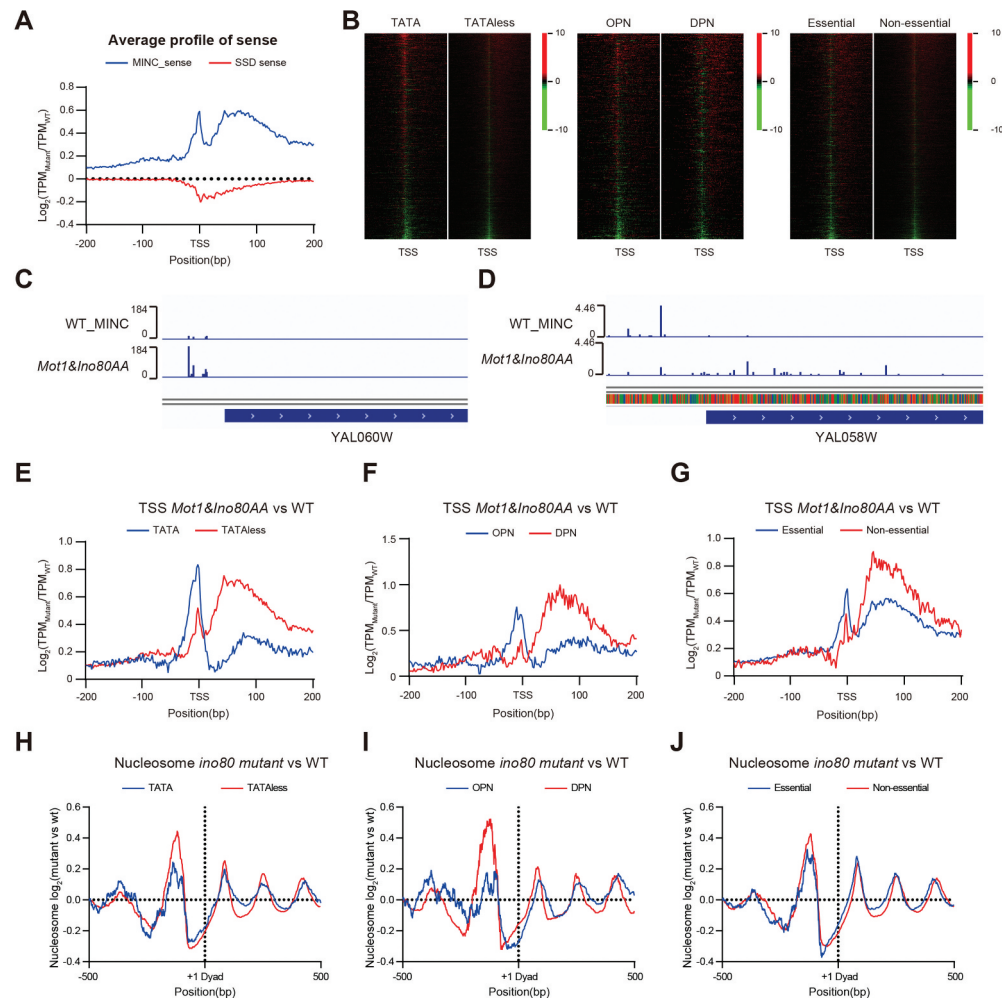 A
Average profile of sense
MINC_sense SSD sense
Log2(TPMMutant/TPMWT)
0.8
0.6
0.4
0.2
0
-0.2
-0.4
-200 -100 TSS 100 200
Position(bp)
B
TATA TATAless OPN DPN Essential Non-essential
10 10 10
0 0 0
-10 -10 -10
TSS TSS TSS TSS TSS TSS
C
WT_MINC
184
0
Mot1&Ino80AA
184
0
YAL060W
D
WT_MINC
4.46
0
Mot1&Ino80AA
4.46
0
YAL058W
E
TSS Mot1&Ino80AA vs WT
TATA TATAless
Log2(TPMMutant/TPMWT)
1.0
0.8
0.6
0.4
0.2
0
-200 -100 TSS 100 200
Position(bp)
F
TSS Mot1&Ino80AA vs WT
OPN DPN
Log2(TPMMutant/TPMWT)
1.5
1.0
0.5
0
-200 -100 TSS 100 200
Position(bp)
G
TSS Mot1&Ino80AA vs WT
Essential Non-essential
Log2(TPMMutant/TPMWT)
1.0
0.8
0.6
0.4
0.2
0
-200 -100 TSS 100 200
Position(bp)
H
Nucleosome ino80 mutant vs WT
TATA TATAless
Nucleosome log2(mutant vs wt)
0.6
0.4
0.2
0.0
-0.2
-0.4
-500 +1 Dyad 500
Position(bp)
I
Nucleosome ino80 mutant vs WT
OPN DPN
Nucleosome log2(mutant vs wt)
0.6
0.4
0.2
0.0
-0.2
-0.4
-500 +1 Dyad 500
Position(bp)
J
Nucleosome ino80 mutant vs WT
Essential Non-essential
Nucleosome log2(mutant vs wt)
0.6
0.4
0.2
0.0
-0.2
-0.4
-500 +1 Dyad 500
Position(bp)